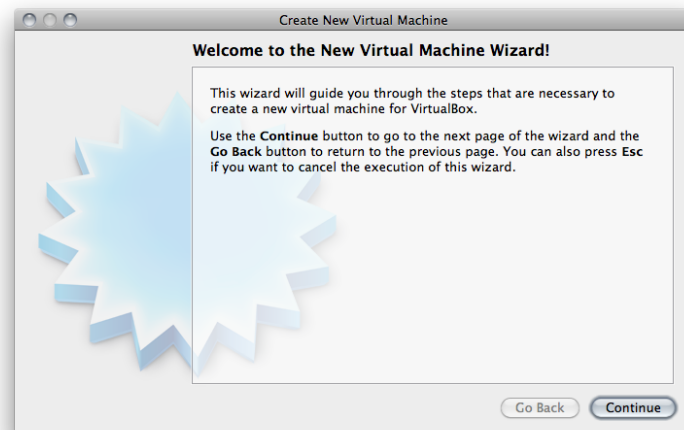 Create New Virtual Machine
Welcome to the New Virtual Machine Wizard!
This wizard will guide you through the steps that are necessary to
create a new virtual machine for VirtualBox.
Use the Continue button to go to the next page of the wizard and the
Go Back button to return to the previous page. You can also press Esc
if you want to cancel the execution of this wizard.
Go Back
Continue